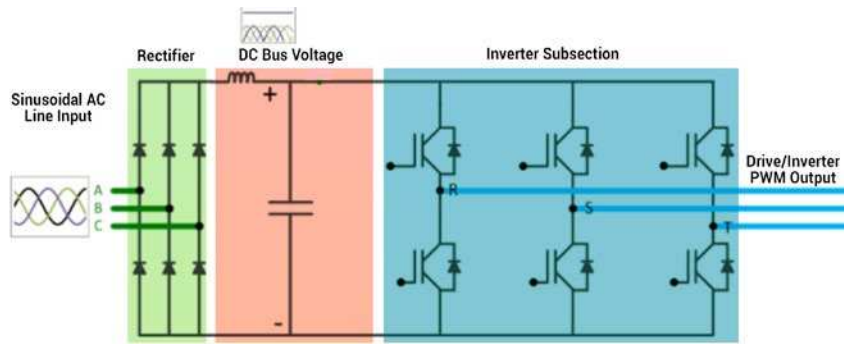 Rectifier
DC Bus Voltage
Inverter Subsection
Sinusoidal AC
Line Input
+
Drive/Inverter
PWM Output
A
R
B
S
C
T
-